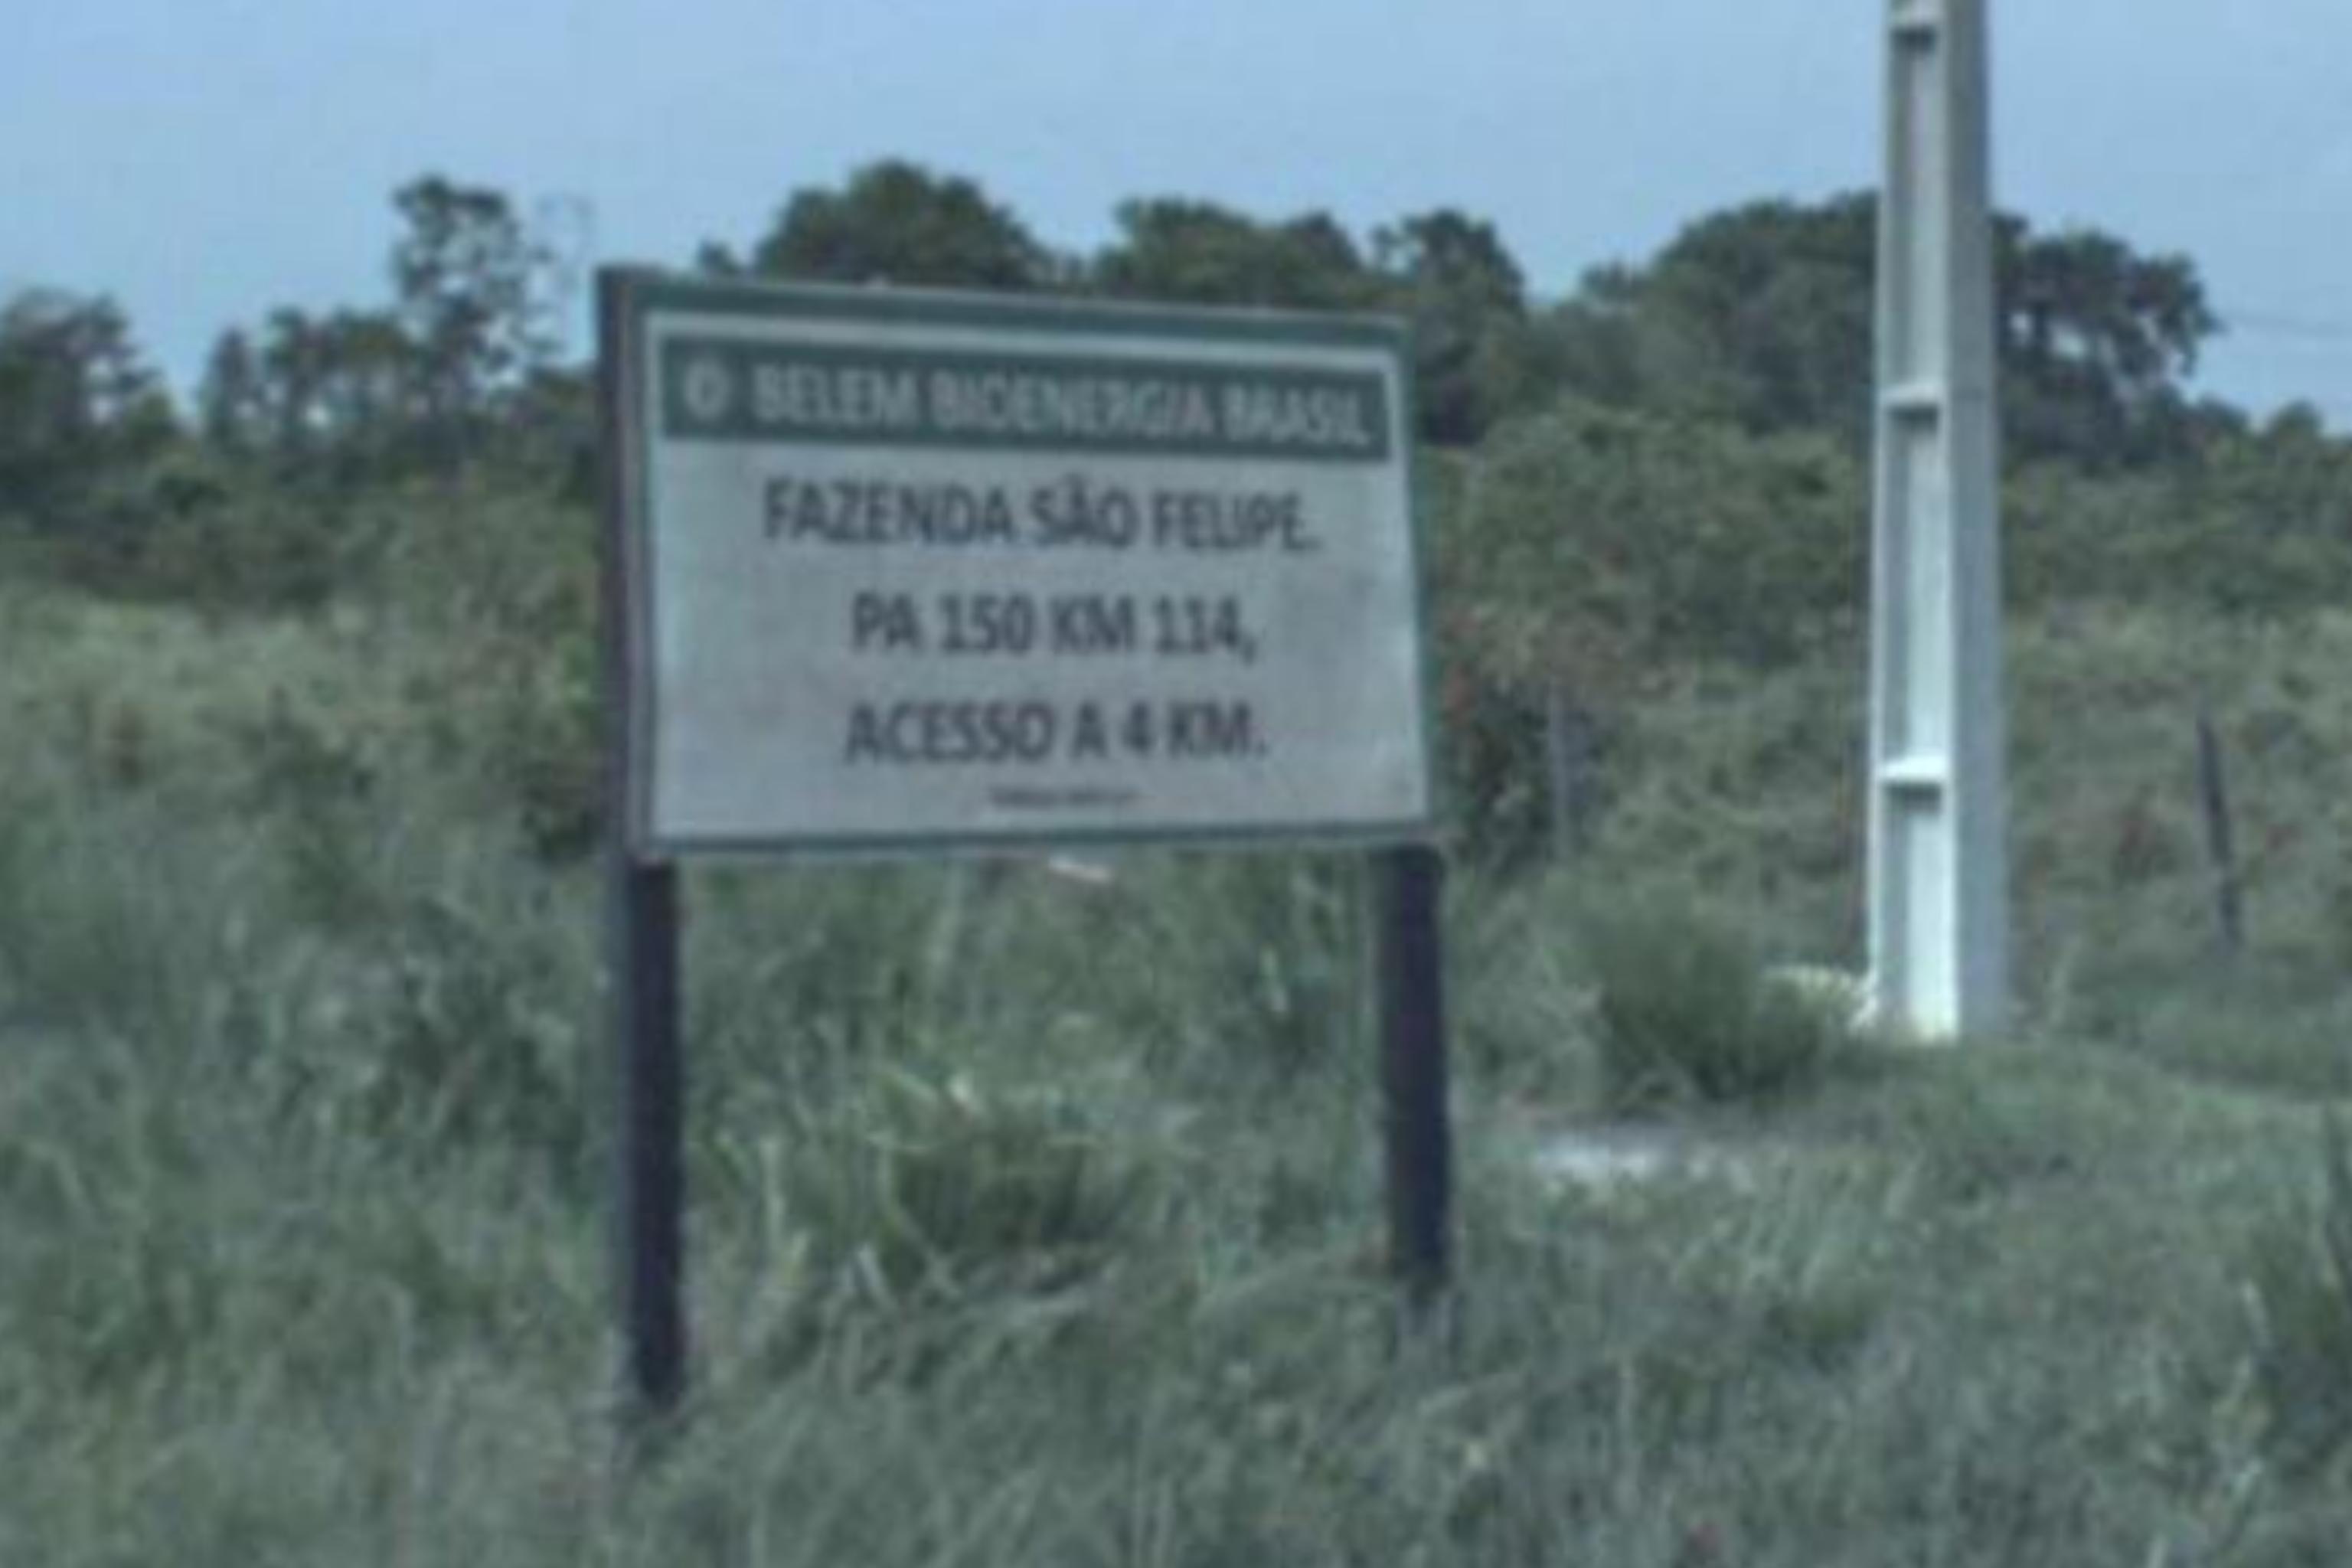 BELEM BIOENERGIA BRASIL
FAZENDA SÃO FELIPE.
PA 150 KM 114,
ACESSO A 4 KM.